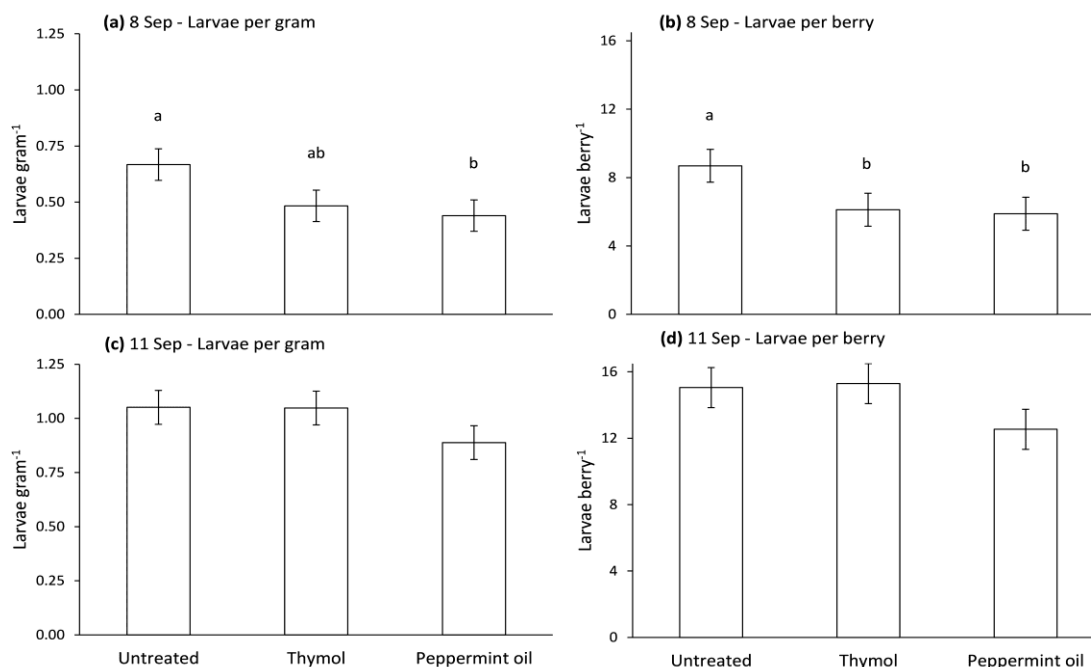 (a) 8 Sep - Larvae per gram
1.25
1.00
0.75
0.50
0.25
0.00
Larvae gram⁻¹
a
ab
b
(b) 8 Sep - Larvae per berry
16
12
8
4
0
Larvae berry⁻¹
a
b
b
(c) 11 Sep - Larvae per gram
1.25
1.00
0.75
0.50
0.25
0.00
Larvae gram⁻¹
Untreated
Thymol
Peppermint oil
(d) 11 Sep - Larvae per berry
16
12
8
4
0
Larvae berry⁻¹
Untreated
Thymol
Peppermint oil